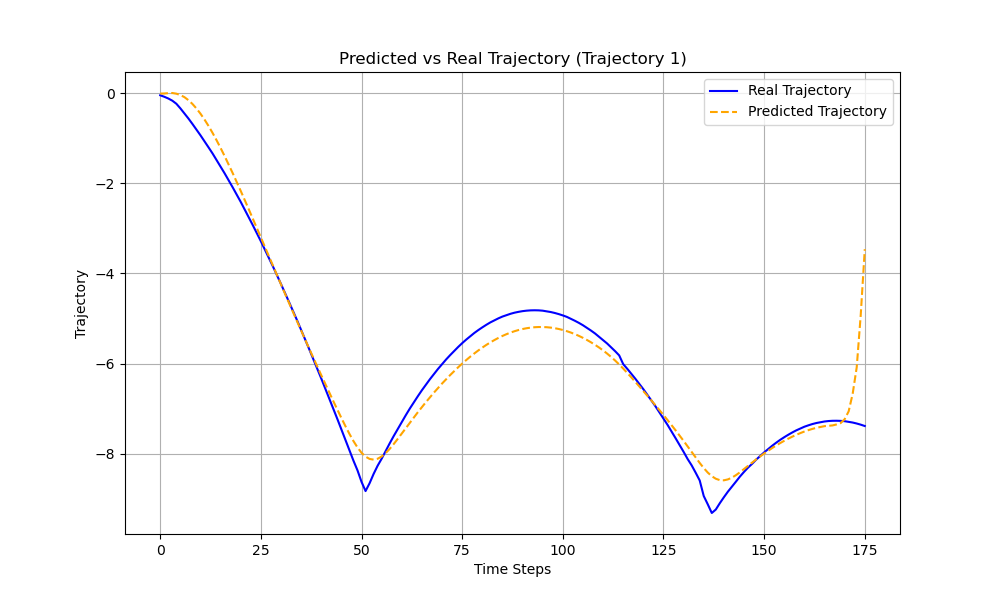 Predicted vs Real Trajectory (Trajectory 1)
Real Trajectory
Predicted Trajectory
Trajectory
0
−2
−4
−6
−8
0 25 50 75 100 125 150 175
Time Steps